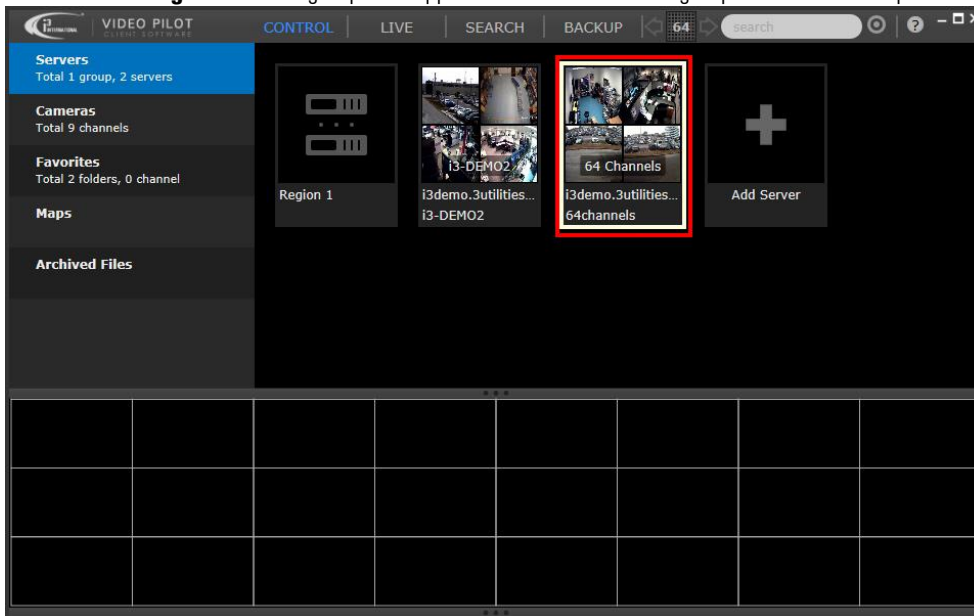 VIDEO PILOT
CLIENT SOFTWARE
CONTROL
LIVE
SEARCH
BACKUP
64
search
?
Servers
Total 1 group, 2 servers
Cameras
Total 9 channels
Favorites
Total 2 folders, 0 channel
Maps
Archived Files
Region 1
i3-DEMO2
i3demo.3utilities...
i3-DEMO2
64 Channels
i3demo.3utilities...
64channels
Add Server